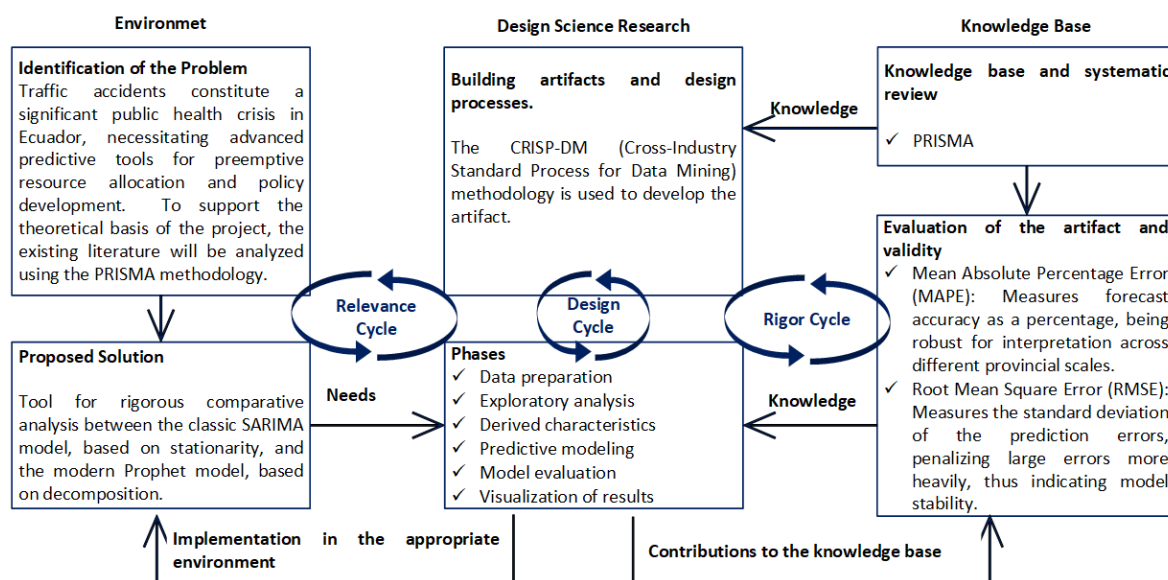 Environmet
Identification of the Problem
Traffic accidents constitute a
significant public health crisis in
Ecuador, necessitating advanced
predictive tools for preemptive
resource allocation and policy
development. To support the
theoretical basis of the project, the
existing literature will be analyzed
using the PRISMA methodology.
Proposed Solution
Tool for rigorous comparative
analysis between the classic SARIMA
model, based on stationarity, and
the modern Prophet model, based
on decomposition.
Relevance
Cycle
Needs
Implementation in the appropriate
environment
Design Science Research
Building artifacts and design
processes.
The CRISP-DM (Cross-Industry
Standard Process for Data Mining)
methodology is used to develop the
artifact.
Design
Cycle
Phases
✓ Data preparation
✓ Exploratory analysis
✓ Derived characteristics
✓ Predictive modeling
✓ Model evaluation
✓ Visualization of results
Knowledge
Rigor Cycle
Knowledge
Contributions to the knowledge base
Knowledge Base
Knowledge base and systematic
review
✓ PRISMA
Evaluation of the artifact and
validity
✓ Mean Absolute Percentage Error
(MAPE): Measures forecast
accuracy as a percentage, being
robust for interpretation across
different provincial scales.
✓ Root Mean Square Error (RMSE):
Measures the standard deviation
of the prediction errors,
penalizing large errors more
heavily, thus indicating model
stability.